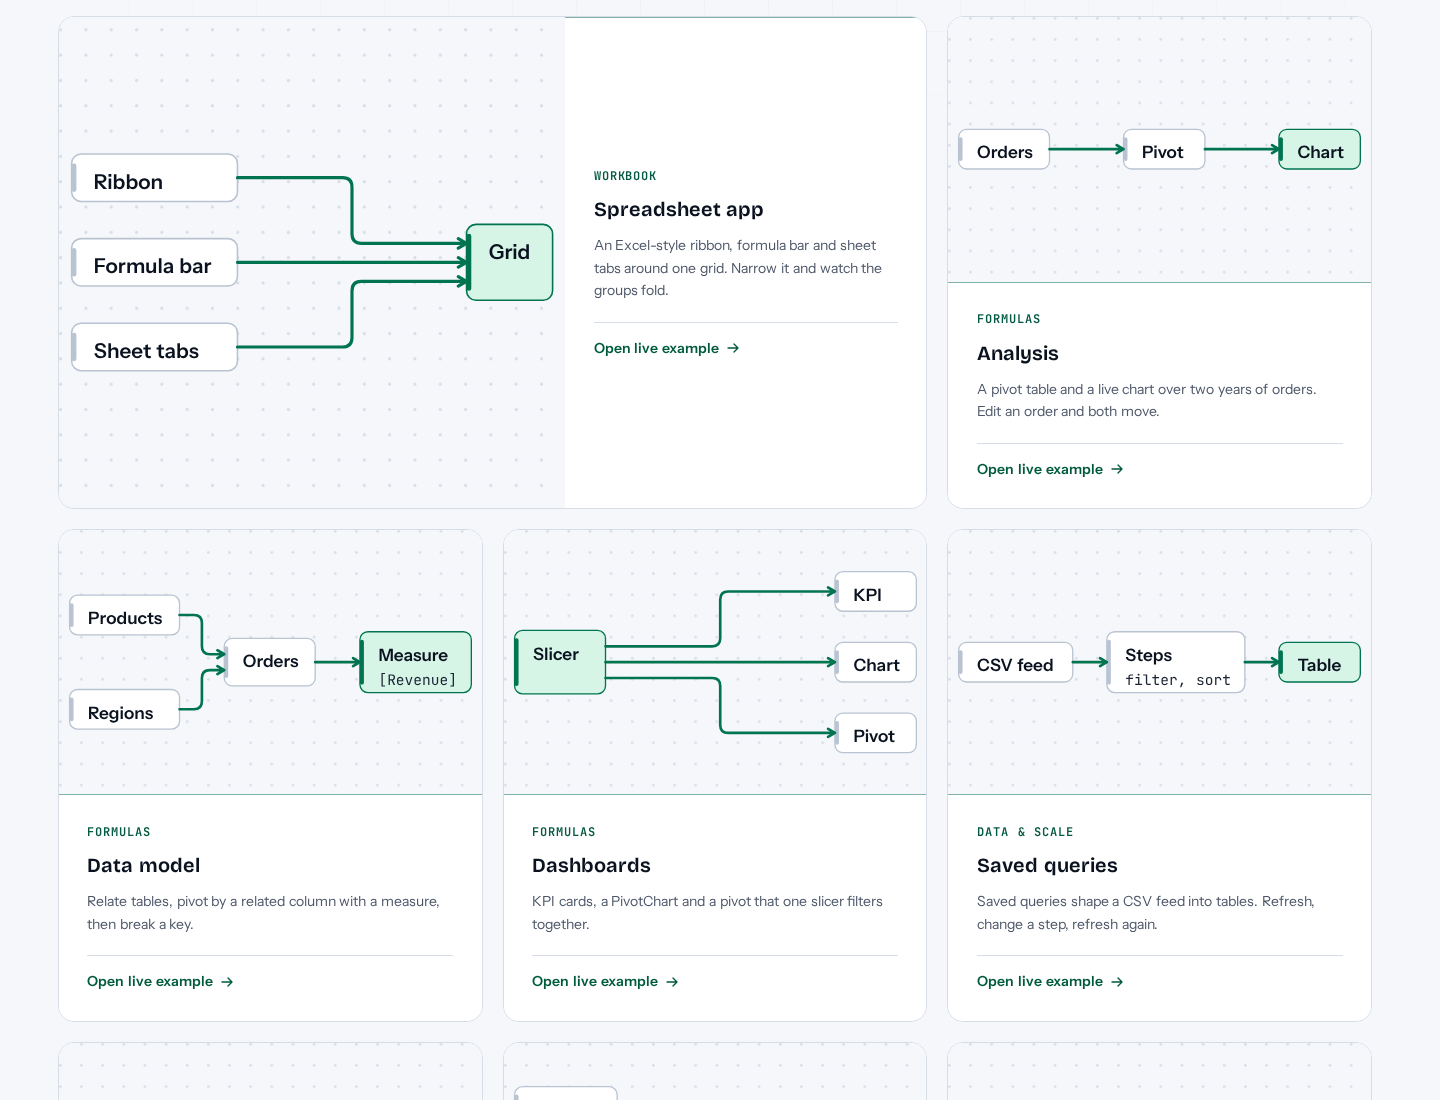 Ribbon
Formula bar
Sheet tabs
Grid
WORKBOOK
Spreadsheet app
An Excel-style ribbon, formula bar and sheet
tabs around one grid. Narrow it and watch the
groups fold.
Open live example →
Orders
Pivot
Chart
FORMULAS
Analysis
A pivot table and a live chart over two years of orders.
Edit an order and both move.
Open live example →
Products
Regions
Orders
Measure
[Revenue]
FORMULAS
Data model
Relate tables, pivot by a related column with a measure,
then break a key.
Open live example →
Slicer
KPI
Chart
Pivot
FORMULAS
Dashboards
KPI cards, a PivotChart and a pivot that one slicer filters
together.
Open live example →
CSV feed
Steps
filter, sort
Table
DATA & SCALE
Saved queries
Saved queries shape a CSV feed into tables. Refresh,
change a step, refresh again.
Open live example →